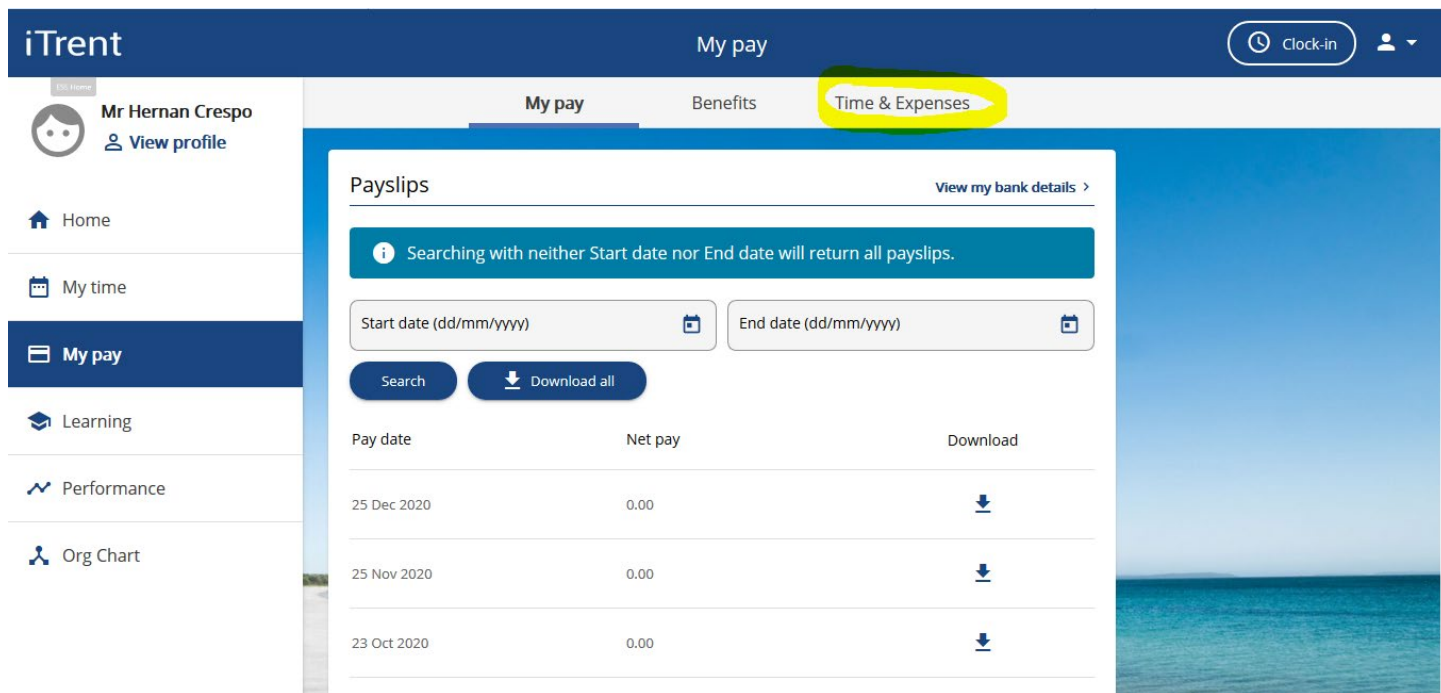 iTrent
My pay
Clock-in
ESS Home
Mr Hernan Crespo
View profile
Home
My time
My pay
Learning
Performance
Org Chart
My pay Benefits Time & Expenses
Payslips
View my bank details >
Searching with neither Start date nor End date will return all payslips.
Start date (dd/mm/yyyy)
End date (dd/mm/yyyy)
Search
Download all
Pay date Net pay Download
25 Dec 2020 0.00
25 Nov 2020 0.00
23 Oct 2020 0.00